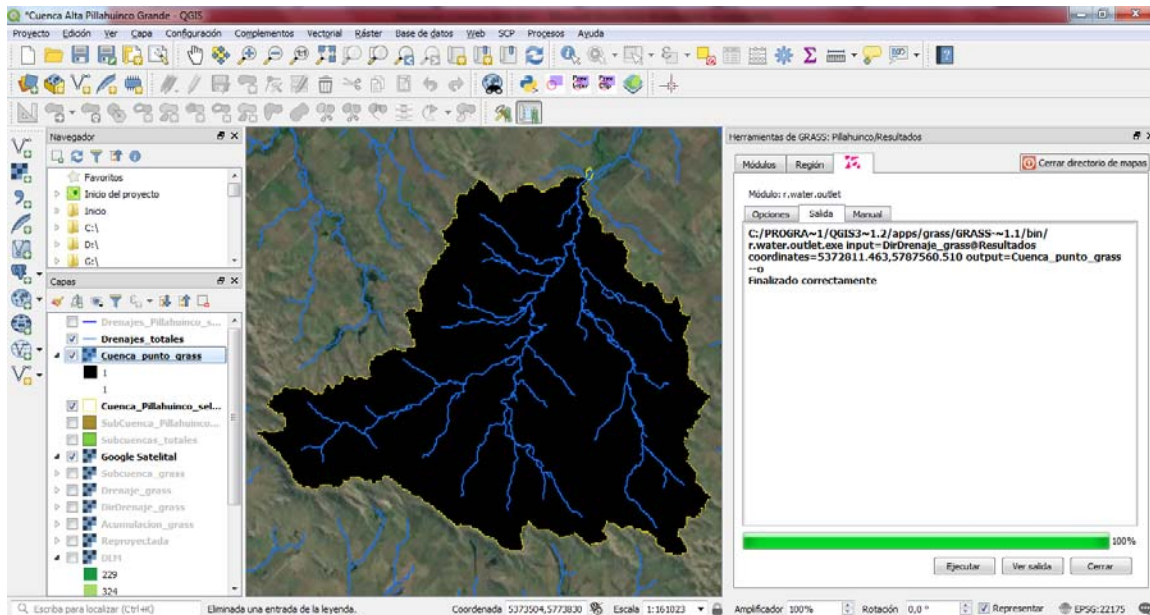 *Cuenca Alta Pillahuinco Grande - QGIS
Proyecto Edición Ver Capa Configuración Complementos Vectorial Ráster Base de datos Web SCP Procesos Ayuda
Navegador
Favoritos
Inicio del proyecto
Inicio
C:\
D:\
G:\
Capas
Drenajes_Pillahuinco_s...
Drenajes_totales
Cuenca_punto_grass
1
1
Cuenca_Pillahuinco_sel...
SubCuenca_Pillahuinco...
Subcuencas_totales
Google Satelital
Subcuenca_grass
Drenaje_grass
DirDrenaje_grass
Acumulacion_grass
Reproyectada
DEM
229
324
Herramientas de GRASS: Pillahuinco/Resultados
Módulos Región
Cerrar directorio de mapas
Módulo: r.water.outlet
Opciones Salida Manual
C:/PROGRA~1/QGIS3~1.2/apps/grass/GRASS-~1.1/bin/
r.water.outlet.exe input=DirDrenaje_grass@Resultados
coordinates=5372811.463,5787560.510 output=Cuenca_punto_grass
--o
Finalizado correctamente
100%
Ejecutar Ver salida Cerrar
Escriba para localizar (Ctrl+K) Eliminada una entrada de la leyenda. Coordenada 5373504,5773830 Escala 1:161023 Amplificador 100% Rotación 0,0 ° Representar EPSG:22175